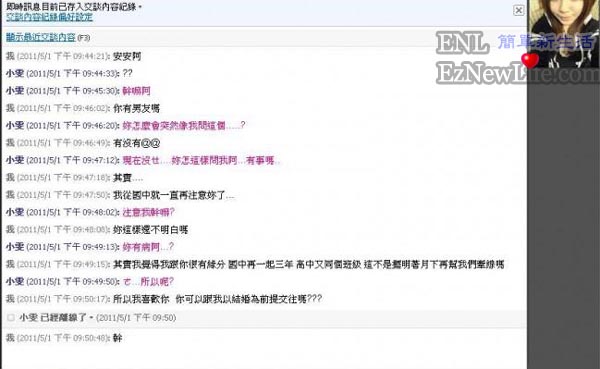 即時訊息目前已存入交談內容紀錄。
交談內容紀錄偏好設定
顯示最近交談內容 (F3)
ENL 簡單新生活
EzNewLife.com
我 (2011/5/1 下午 09:44:21): 安安阿
小雯 (2011/5/1 下午 09:44:33): ??
小雯 (2011/5/1 下午 09:45:30): 幹嘛阿
我 (2011/5/1 下午 09:46:02): 你有男友嗎
小雯 (2011/5/1 下午 09:46:20): 妳怎麼會突然像我問這個......?
我 (2011/5/1 下午 09:46:49): 有沒有@@
小雯 (2011/5/1 下午 09:47:12): 現在沒ㄝ....妳怎這樣問我阿...有事嗎..
我 (2011/5/1 下午 09:47:18): 其實....
我 (2011/5/1 下午 09:47:50): 我從國中就一直再注意妳了...
小雯 (2011/5/1 下午 09:48:02): 注意我幹嘛?
我 (2011/5/1 下午 09:48:08): 妳這樣還不明白嗎
小雯 (2011/5/1 下午 09:49:13): 妳有病阿...?
我 (2011/5/1 下午 09:49:15): 其實我覺得我跟你很有緣分 國中再一起三年 高中又同個班級 這不是擺明著月下再幫我們牽線嗎
小雯 (2011/5/1 下午 09:49:50): ㄜ...所以呢?
我 (2011/5/1 下午 09:50:17): 所以我喜歡你 你可以跟我以結婚為前提交往嗎???
小雯 已經離線了。(2011/5/1 下午 09:50)
我 (2011/5/1 下午 09:50:48): 幹